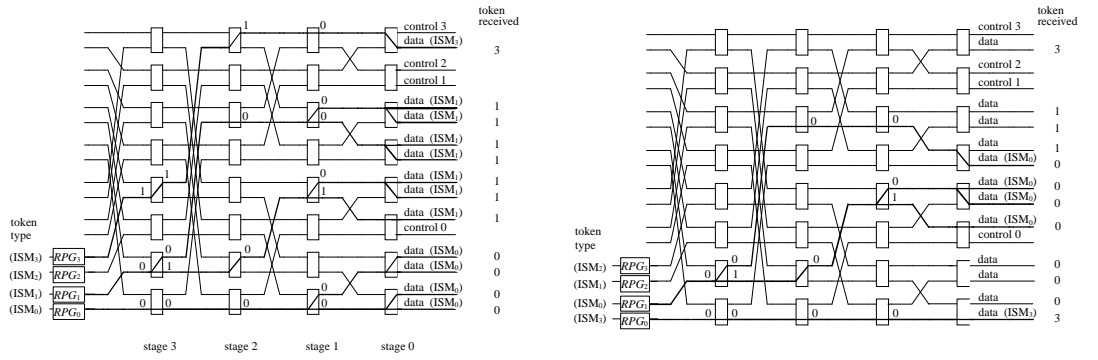 token
received
1
0
control 3
data (ISM3)
3
control 2
control 1
0
data (ISM1)
1
0
0
data (ISM1)
1
data (ISM1)
1
data (ISM1)
1
1
0
data (ISM1)
1
1
1
data (ISM1)
1
data (ISM1)
1
control 0
token
type
(ISM3) RPG3
0
0
data (ISM0)
0
(ISM2) RPG2
0
1
data (ISM0)
0
(ISM1) RPG1
0
data (ISM0)
0
(ISM0) RPG0
0
0
0
0
data (ISM0)
0
stage 3
stage 2
stage 1
stage 0
token
received
control 3
data
3
control 2
control 1
data
1
0
0
data
1
data
1
data (ISM0)
0
0
data (ISM0)
0
1
data (ISM0)
0
data (ISM0)
0
control 0
token
type
(ISM2) RPG3
0
0
data
0
(ISM1) RPG2
0
1
data
0
(ISM0) RPG1
data
0
(ISM3) RPG0
0
0
0
0
data (ISM3)
3